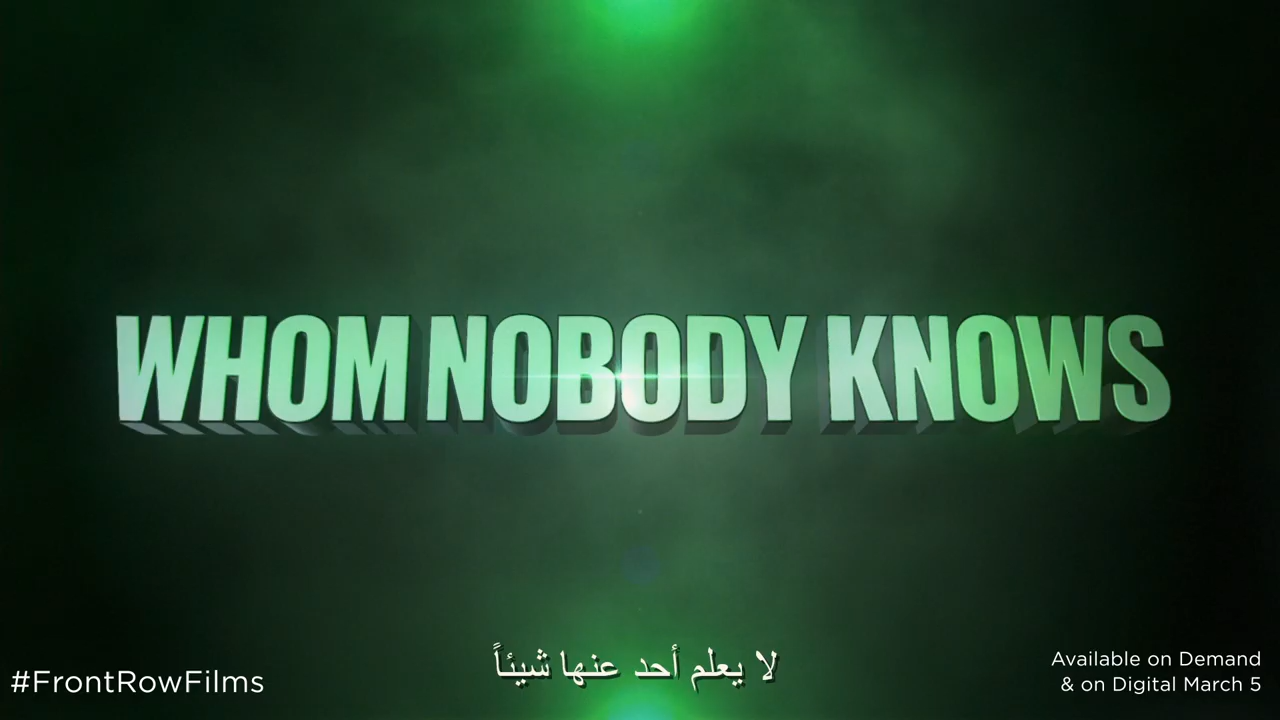 WHOM NOBODY KNOWS
لا يعلم أحد عنها شيئاً
#FrontRowFilms
Available on Demand
& on Digital March 5